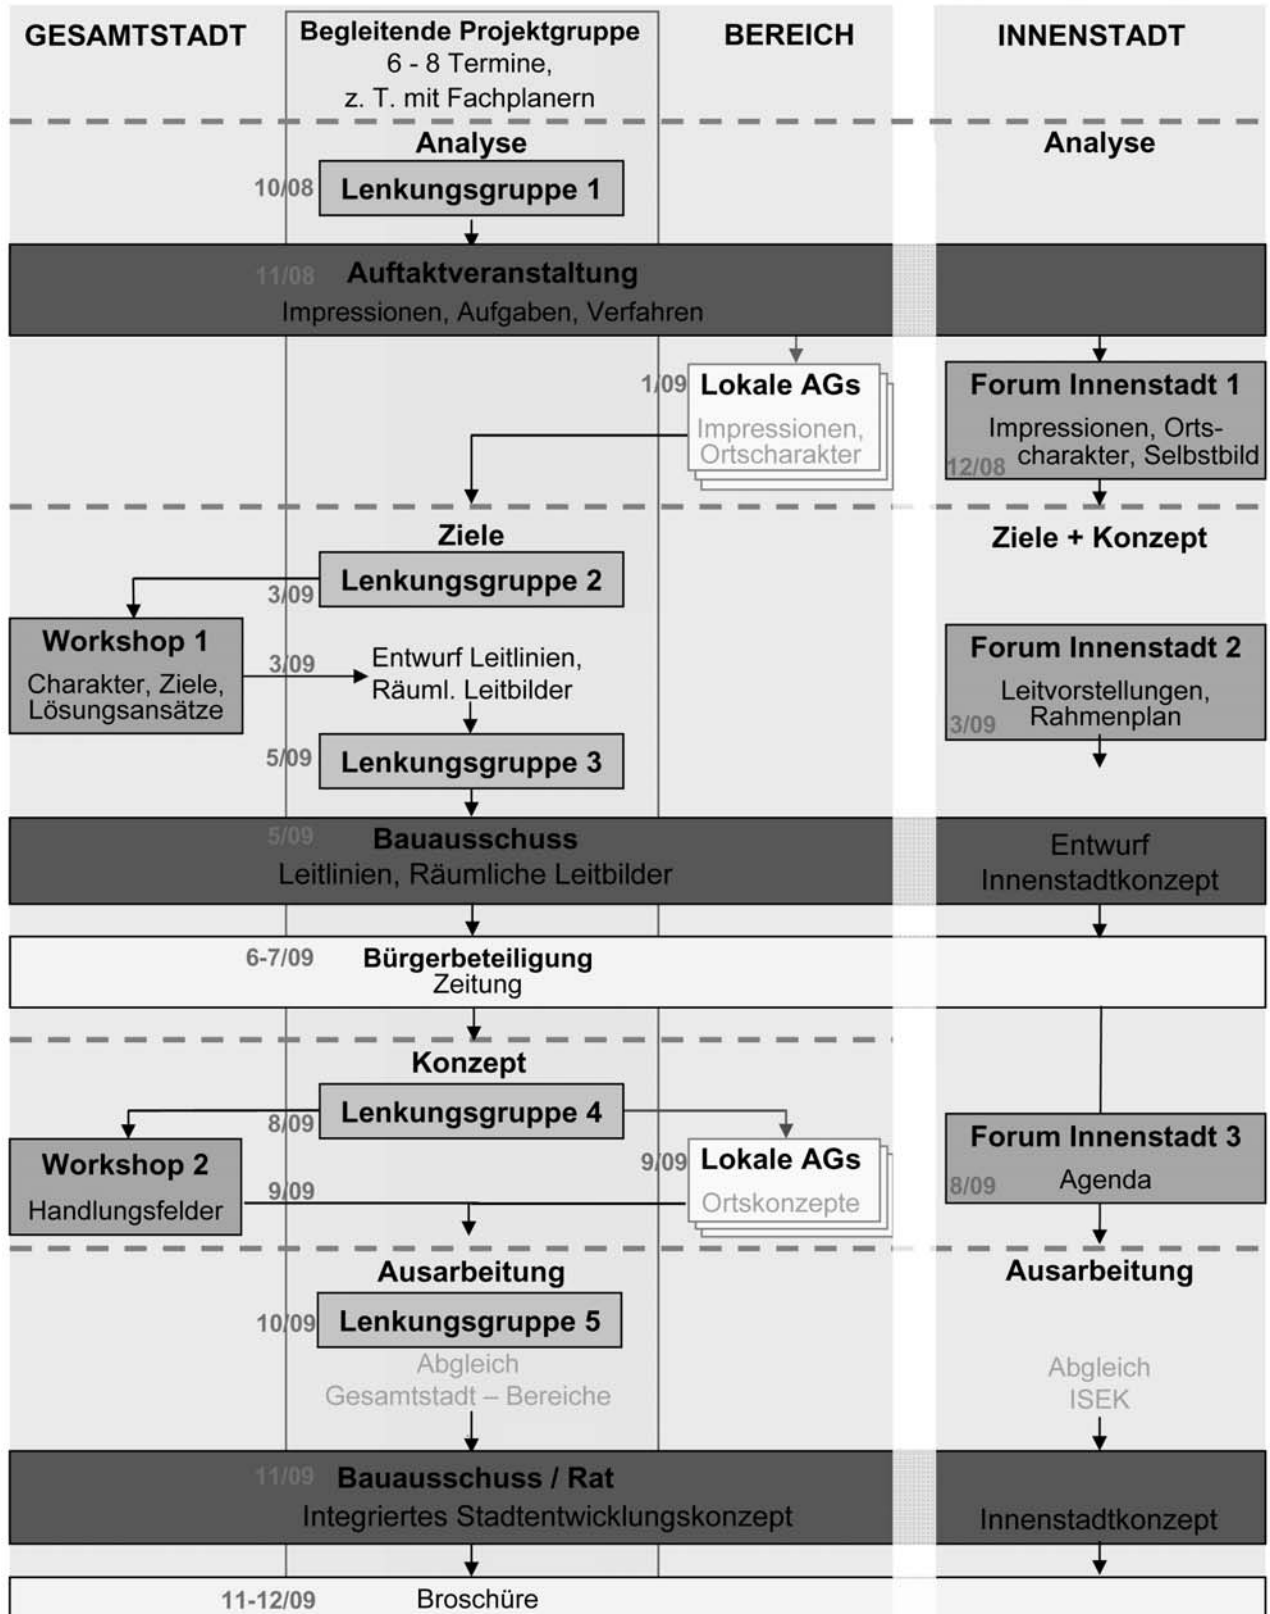 GESAMTSTADT
Begleitende Projektgruppe
6 - 8 Termine,
z. T. mit Fachplanern
BEREICH
INNENSTADT
Analyse
Analyse
10/08
Lenkungsgruppe 1
11/08
Auftaktveranstaltung
Impressionen, Aufgaben, Verfahren
1/09
Lokale AGs
Impressionen,
Ortscharakter
Forum Innenstadt 1
Impressionen, Orts-
charakter, Selbstbild
12/08
Ziele
Ziele + Konzept
Lenkungsgruppe 2
3/09
Workshop 1
Charakter, Ziele,
Lösungsansätze
3/09
Entwurf Leitlinien,
Räuml. Leitbilder
Forum Innenstadt 2
Leitvorstellungen,
Rahmenplan
3/09
5/09
Lenkungsgruppe 3
5/09
Bauausschuss
Leitlinien, Räumliche Leitbilder
Entwurf
Innenstadtkonzept
6-7/09
Bürgerbeteiligung
Zeitung
Konzept
Lenkungsgruppe 4
8/09
Workshop 2
Handlungsfelder
9/09
9/09
Lokale AGs
Ortskonzepte
Forum Innenstadt 3
Agenda
8/09
Ausarbeitung
Ausarbeitung
10/09
Lenkungsgruppe 5
Abgleich
Gesamtstadt – Bereiche
Abgleich
ISEK
11/09
Bauausschuss / Rat
Integriertes Stadtentwicklungskonzept
Innenstadtkonzept
11-12/09
Broschüre